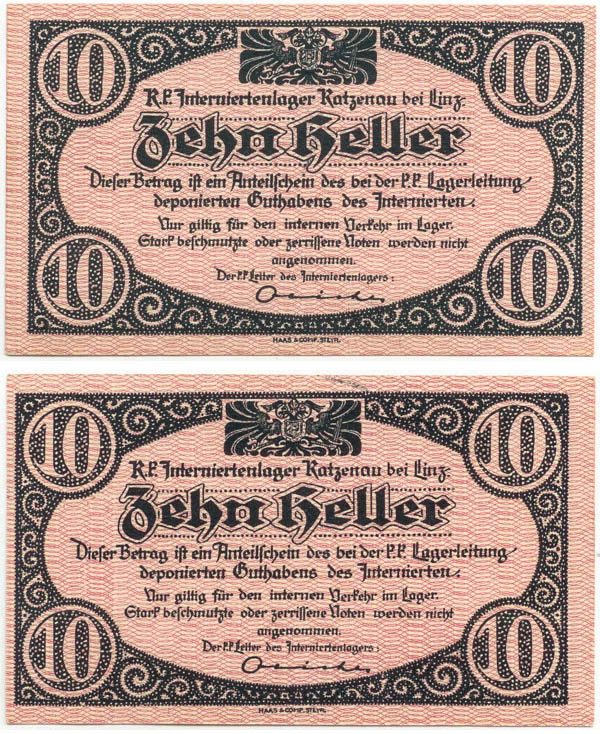 10 10
K.k. Interniertenlager Katzenau bei Linz.
Zehn Heller
Dieser Betrag ist ein Anteilschein des bei der k.k. Lagerleitung
deponierten Guthabens des Internierten.
Nur giltig für den internen Verkehr im Lager.
Stark beschmutzte oder zerrissene Noten werden nicht
angenommen.
Der k.k. Leiter des Interniertenlagers:
10 10
HAAS & COMP. STEYR.
10 10
K.k. Interniertenlager Katzenau bei Linz.
Zehn Heller
Dieser Betrag ist ein Anteilschein des bei der k.k. Lagerleitung
deponierten Guthabens des Internierten.
Nur giltig für den internen Verkehr im Lager.
Stark beschmutzte oder zerrissene Noten werden nicht
angenommen.
Der k.k. Leiter des Interniertenlagers:
10 10
HAAS & COMP. STEYR.